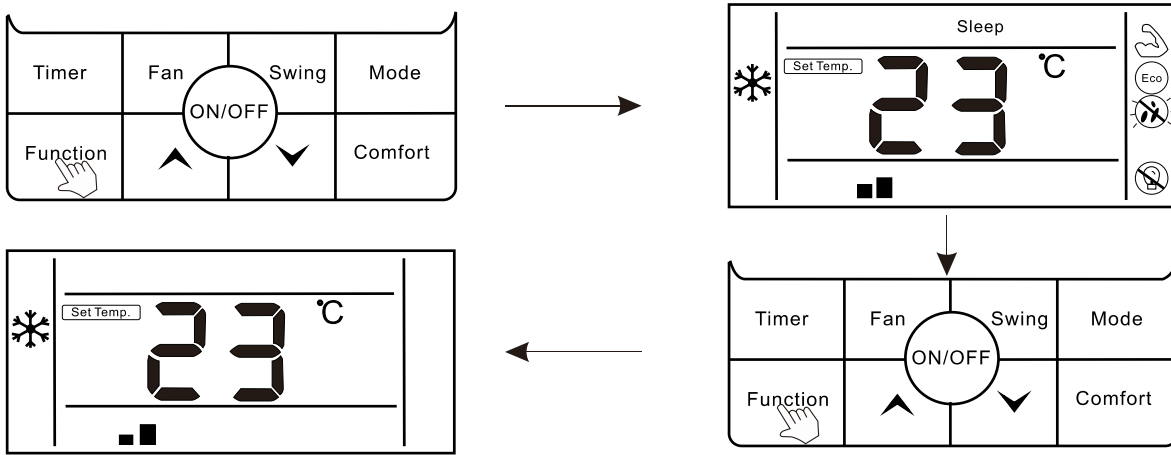 Timer Fan Swing Mode
ON/OFF
Function Comfort
Sleep
Set Temp. 23 °C
Eco
Timer Fan Swing Mode
ON/OFF
Function Comfort
Set Temp. 23 °C